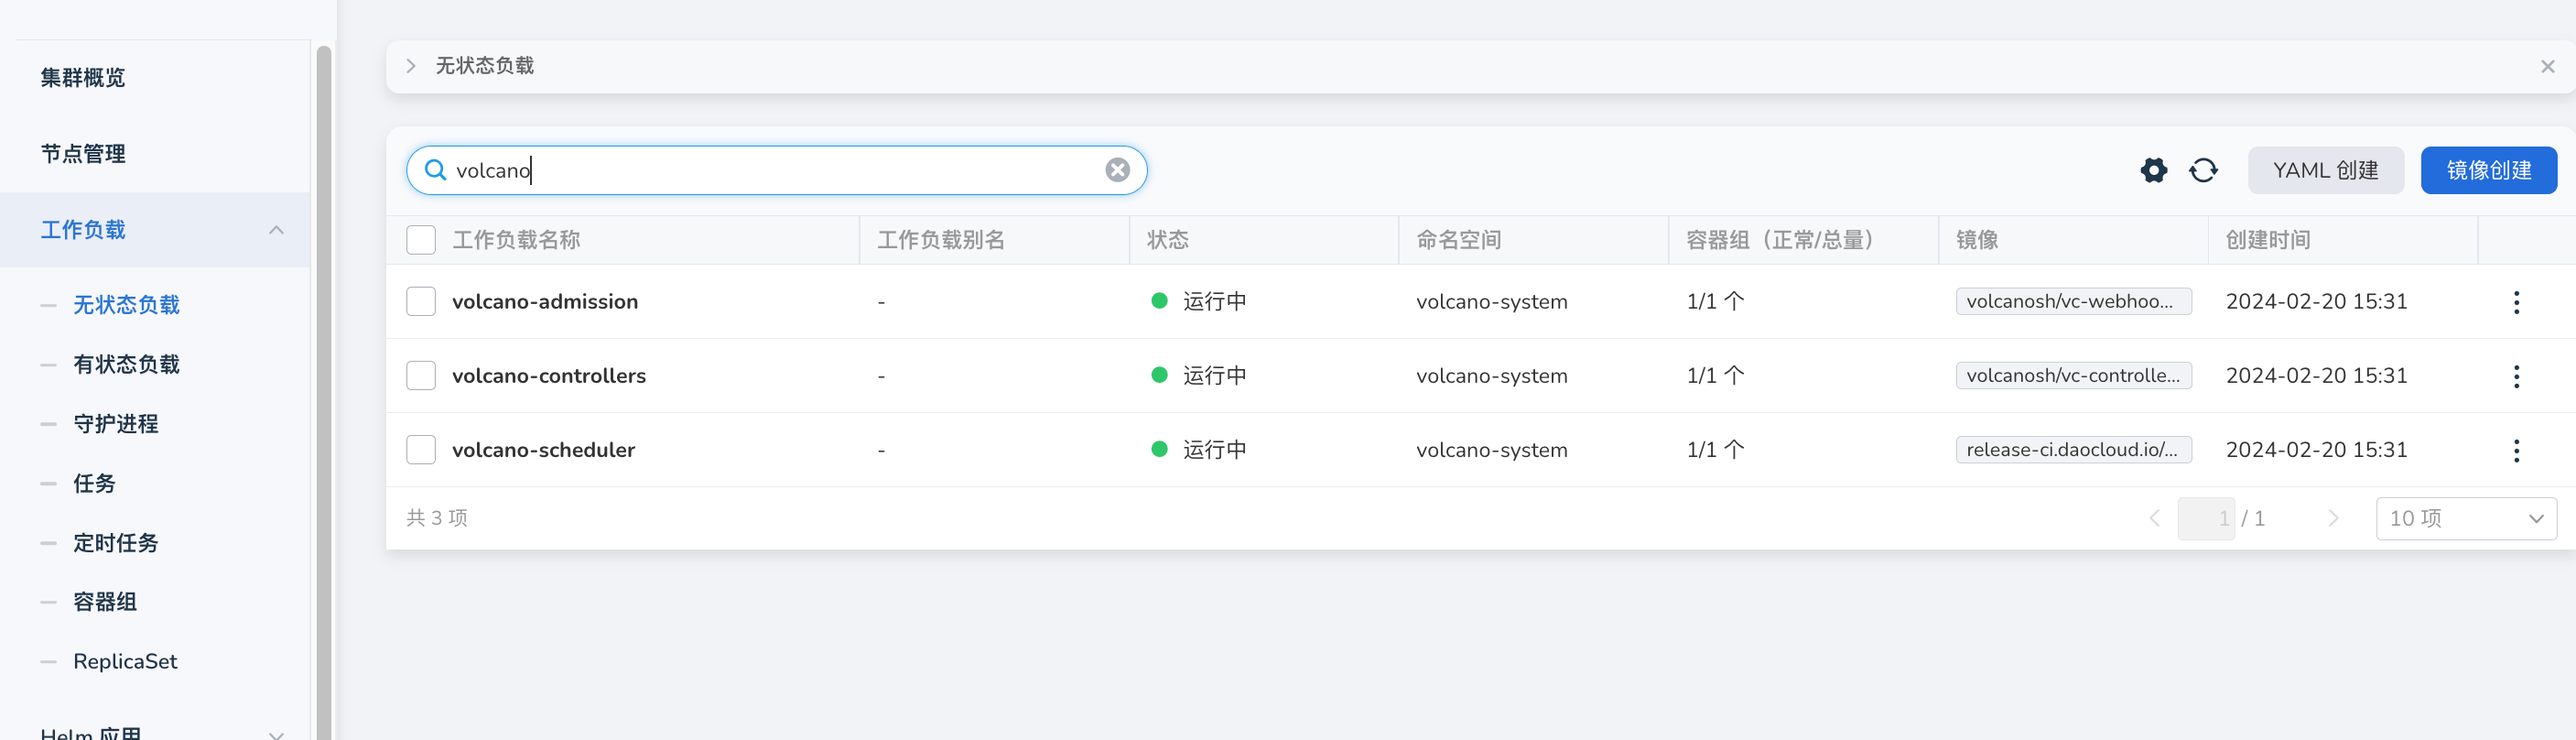 集群概览
节点管理
工作负载
无状态负载
有状态负载
守护进程
任务
定时任务
容器组
ReplicaSet
Helm 应用
无状态负载
volcano
YAML 创建
镜像创建
工作负载名称 工作负载别名 状态 命名空间 容器组（正常/总量） 镜像 创建时间
volcano-admission - 运行中 volcano-system 1/1 个 volcanosh/vc-webhoo... 2024-02-20 15:31
volcano-controllers - 运行中 volcano-system 1/1 个 volcanosh/vc-controlle... 2024-02-20 15:31
volcano-scheduler - 运行中 volcano-system 1/1 个 release-ci.daocloud.io/... 2024-02-20 15:31
共 3 项
1 / 1
10 项